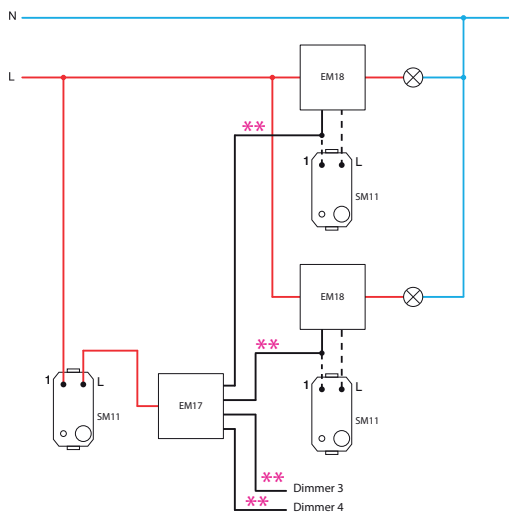 N
L
EM18
**
1 L
SM11
EM18
**
1 L
SM11
1 L
SM11
EM17
**
Dimmer 3
**
Dimmer 4